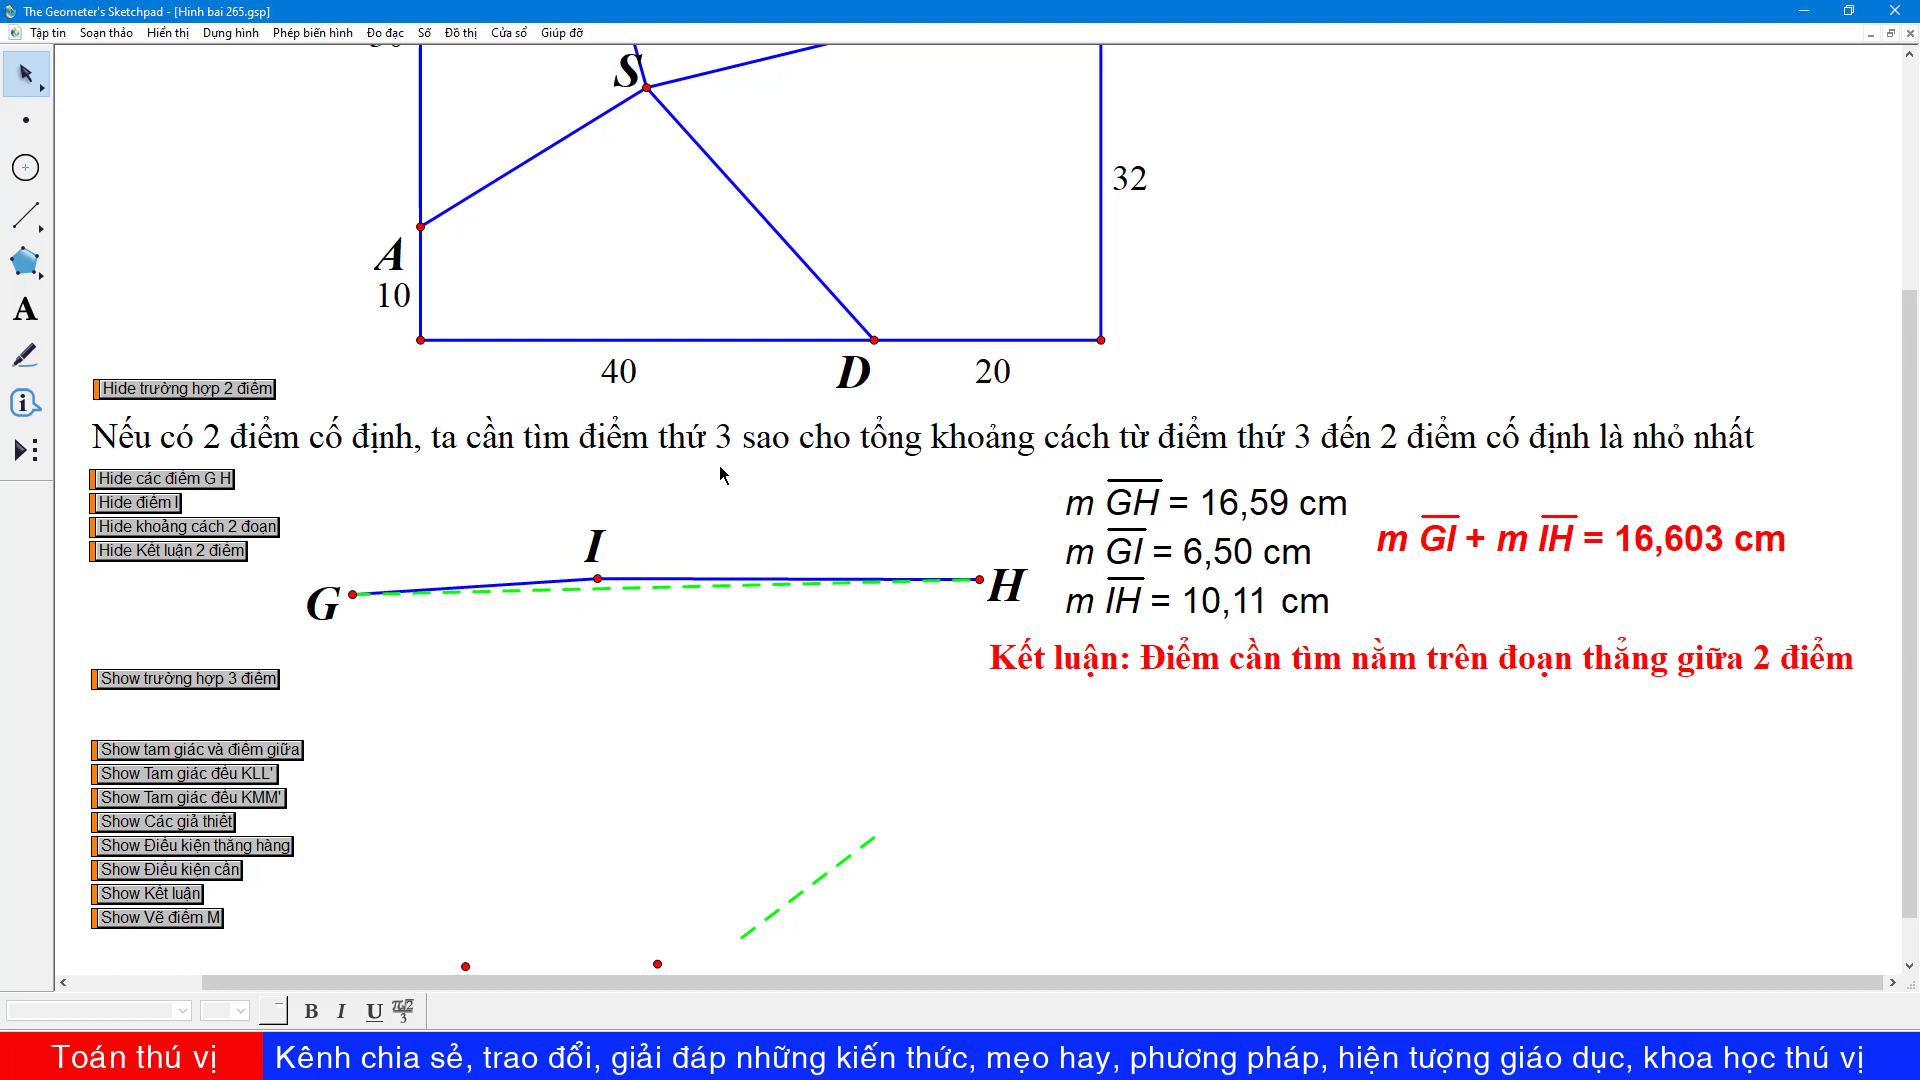 The Geometer's Sketchpad - [Hinh bai 265.gsp]
Tập tin Soạn thảo Hiển thị Dựng hình Phép biến hình Đo đạc Số Đồ thị Cửa sổ Giúp đỡ
S
32
A
10
40
D
20
Hide trường hợp 2 điểm
Nếu có 2 điểm cố định, ta cần tìm điểm thứ 3 sao cho tổng khoảng cách từ điểm thứ 3 đến 2 điểm cố định là nhỏ nhất
Hide các điểm G H
Hide điểm I
Hide khoảng cách 2 đoạn
Hide Kết luận 2 điểm
I
G
H
m GH = 16,59 cm
m GI = 6,50 cm
m IH = 10,11 cm
m GI + m IH = 16,603 cm
Kết luận: Điểm cần tìm nằm trên đoạn thẳng giữa 2 điểm
Show trường hợp 3 điểm
Show tam giác và điểm giữa
Show Tam giác đều KLL'
Show Tam giác đều KMM'
Show Các giả thiết
Show Điều kiện thẳng hàng
Show Điều kiện cần
Show Kết luận
Show Vẽ điểm M
B I U
Toán thú vị
Kênh chia sẻ, trao đổi, giải đáp những kiến thức, mẹo hay, phương pháp, hiện tượng giáo dục, khoa học thú vị